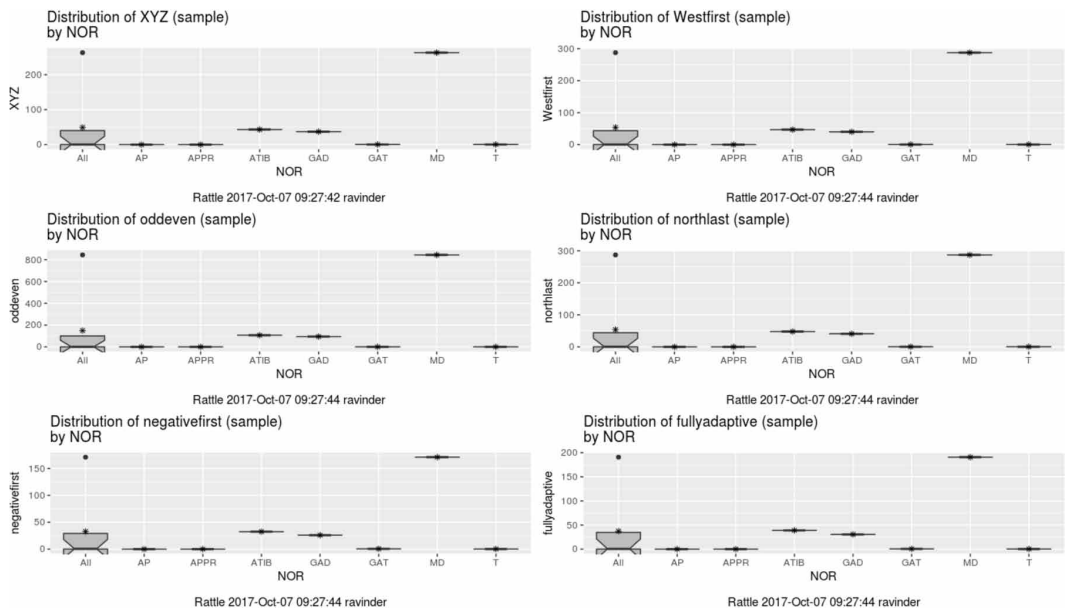 Distribution of XYZ (sample)
by NOR
XYZ
200
100
0
All AP APPR ATIB GAD GAT MD T
NOR
Rattle 2017-Oct-07 09:27:42 ravinder
Distribution of Westfirst (sample)
by NOR
Westfirst
300
200
100
0
All AP APPR ATIB GAD GAT MD T
NOR
Rattle 2017-Oct-07 09:27:44 ravinder
Distribution of oddeven (sample)
by NOR
oddeven
800
600
400
200
0
All AP APPR ATIB GAD GAT MD T
NOR
Rattle 2017-Oct-07 09:27:44 ravinder
Distribution of northlast (sample)
by NOR
northlast
300
200
100
0
All AP APPR ATIB GAD GAT MD T
NOR
Rattle 2017-Oct-07 09:27:44 ravinder
Distribution of negativefirst (sample)
by NOR
negativefirst
150
100
50
0
All AP APPR ATIB GAD GAT MD T
NOR
Rattle 2017-Oct-07 09:27:44 ravinder
Distribution of fullyadaptive (sample)
by NOR
fullyadaptive
200
150
100
50
0
All AP APPR ATIB GAD GAT MD T
NOR
Rattle 2017-Oct-07 09:27:44 ravinder